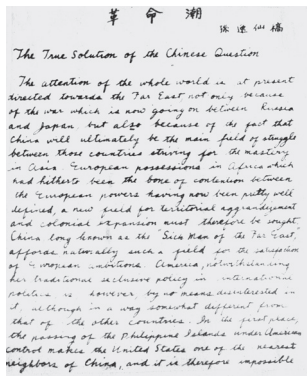 革命潮
The True Solution of the Chinese Question
The attention of the whole world is at present
directed towards the Far East not only because
of the war which is now going on between Russia
and Japan, but also because of the fact that
China will ultimately be the main field of struggle
between those countries striving for the mastery
in Asia. European possessions in Africa which
had hitherto been the bone of contention between
the European powers having now been pretty well
defined, a new field for territorial aggrandizement
and colonial expansion must therefore be sought.
China long known as the "Sick Man of the Far East",
affords naturally such a field for the satisfaction
of European ambitions. America, notwithstanding
her traditional seclusive policy in international
politics is however, by no means disinterested in
it, although in a way somewhat different from
that of the other countries. In the first place,
the passing of the Philippine Islands under American
control makes the United States one of the nearest
neighbors of China, and it is therefore impossible